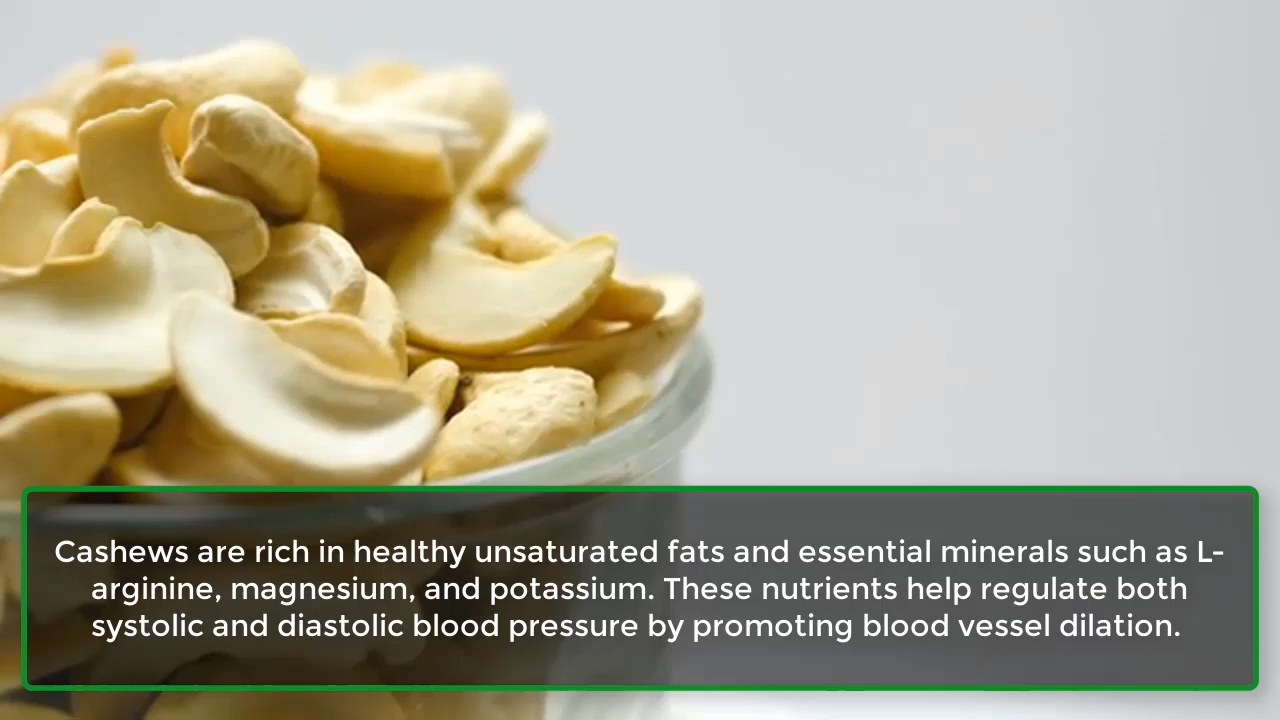 Cashews are rich in healthy unsaturated fats and essential minerals such as L-
arginine, magnesium, and potassium. These nutrients help regulate both
systolic and diastolic blood pressure by promoting blood vessel dilation.